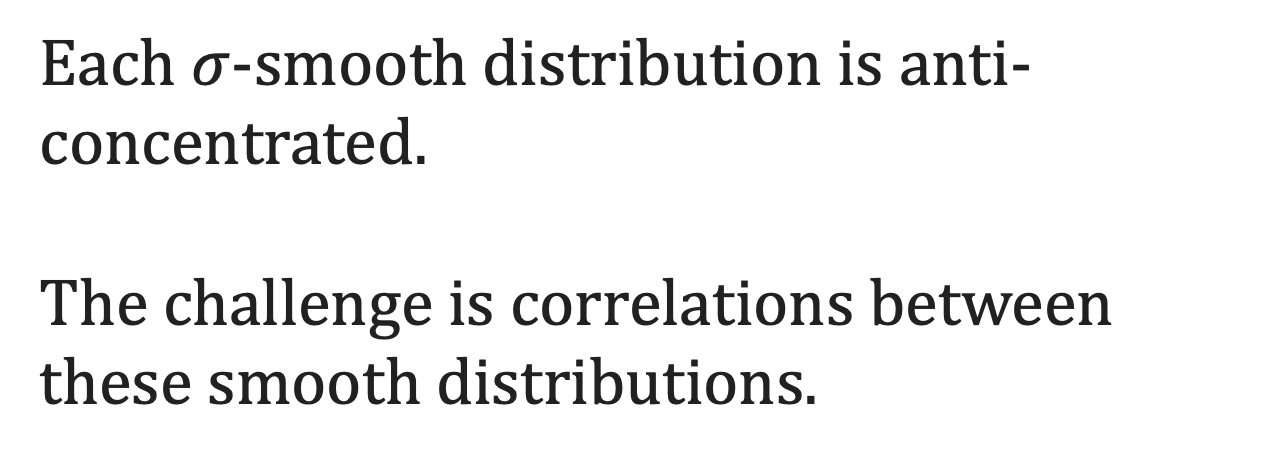 Each σ-smooth distribution is anti-
concentrated.
The challenge is correlations between
these smooth distributions.